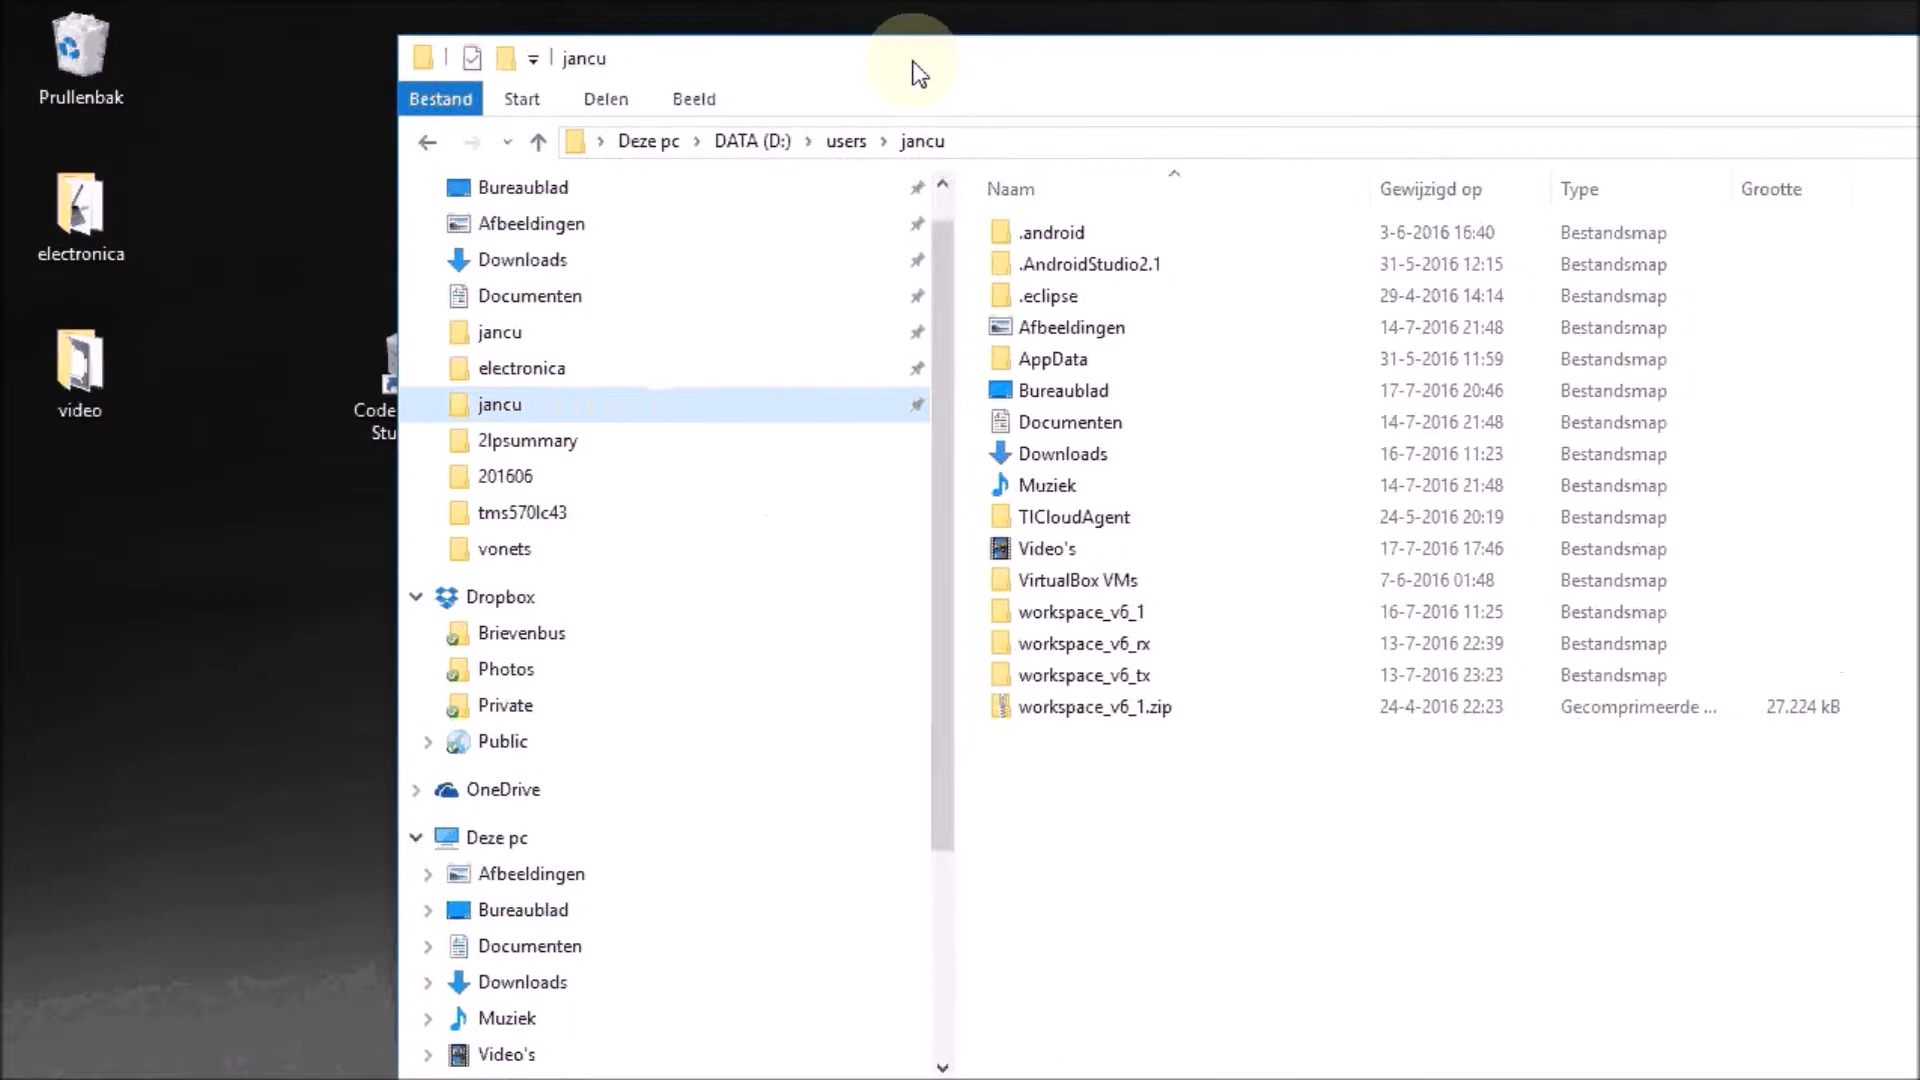 Prullenbak
electronica
video
Code
Stu
jancu
Bestand Start Delen Beeld
Deze pc DATA (D:) users jancu
Bureaublad
Afbeeldingen
Downloads
Documenten
jancu
electronica
jancu
2lpsummary
201606
tms570lc43
vonets
Dropbox
Brievenbus
Photos
Private
Public
OneDrive
Deze pc
Afbeeldingen
Bureaublad
Documenten
Downloads
Muziek
Video's
Naam Gewijzigd op Type Grootte
.android 3-6-2016 16:40 Bestandsmap
.AndroidStudio2.1 31-5-2016 12:15 Bestandsmap
.eclipse 29-4-2016 14:14 Bestandsmap
Afbeeldingen 14-7-2016 21:48 Bestandsmap
AppData 31-5-2016 11:59 Bestandsmap
Bureaublad 17-7-2016 20:46 Bestandsmap
Documenten 14-7-2016 21:48 Bestandsmap
Downloads 16-7-2016 11:23 Bestandsmap
Muziek 14-7-2016 21:48 Bestandsmap
TICloudAgent 24-5-2016 20:19 Bestandsmap
Video's 17-7-2016 17:46 Bestandsmap
VirtualBox VMs 7-6-2016 01:48 Bestandsmap
workspace_v6_1 16-7-2016 11:25 Bestandsmap
workspace_v6_rx 13-7-2016 22:39 Bestandsmap
workspace_v6_tx 13-7-2016 23:23 Bestandsmap
workspace_v6_1.zip 24-4-2016 22:23 Gecomprimeerde ... 27.224 kB